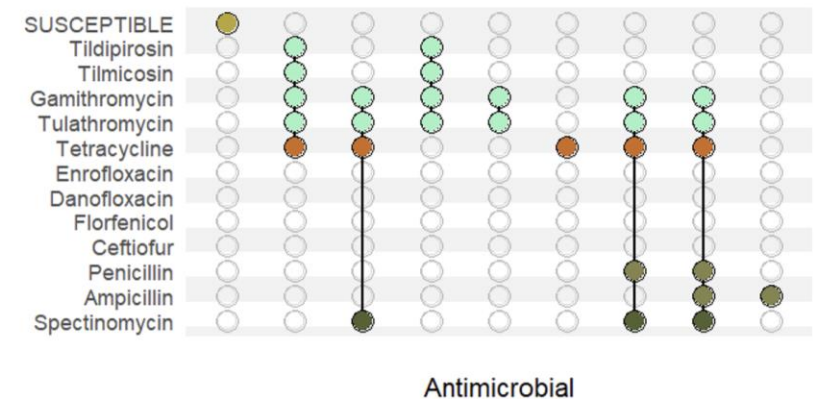 SUSCEPTIBLE
Tildipirosin
Tilmicosin
Gamithromycin
Tulathromycin
Tetracycline
Enrofloxacin
Danofloxacin
Florfenicol
Ceftiofur
Penicillin
Ampicillin
Spectinomycin
Antimicrobial